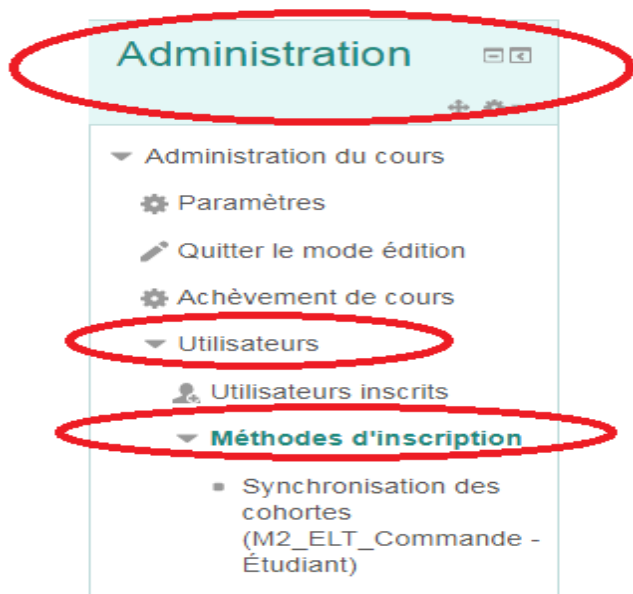 Administration
Administration du cours
Paramètres
Quitter le mode édition
Achèvement de cours
Utilisateurs
Utilisateurs inscrits
Méthodes d'inscription
Synchronisation des
cohortes
(M2_ELT_Commande -
Étudiant)